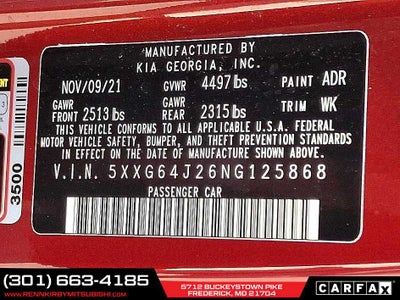 MANUFACTURED BY
KIA GEORGIA, INC.
NOV/09/21 GVWR 4497 lbs PAINT ADR
GAWR FRONT 2513 lbs GAWR REAR 2315 lbs TRIM WK
THIS VEHICLE CONFORMS TO ALL APPLICABLE U.S.A. FEDERAL
MOTOR VEHICLE SAFETY, BUMPER, AND THEFT PREVENTION STANDARDS
IN EFFECT ON THE DATE OF MANUFACTURE SHOWN ABOVE.
V.I.N. 5XXG64J26NG125868
PASSENGER CAR
3500
(301) 663-4185
WWW.RENNKIRBYMITSUBISHI.COM
5712 BUCKEYSTOWN PIKE
FREDERICK, MD 21704
CARFAX